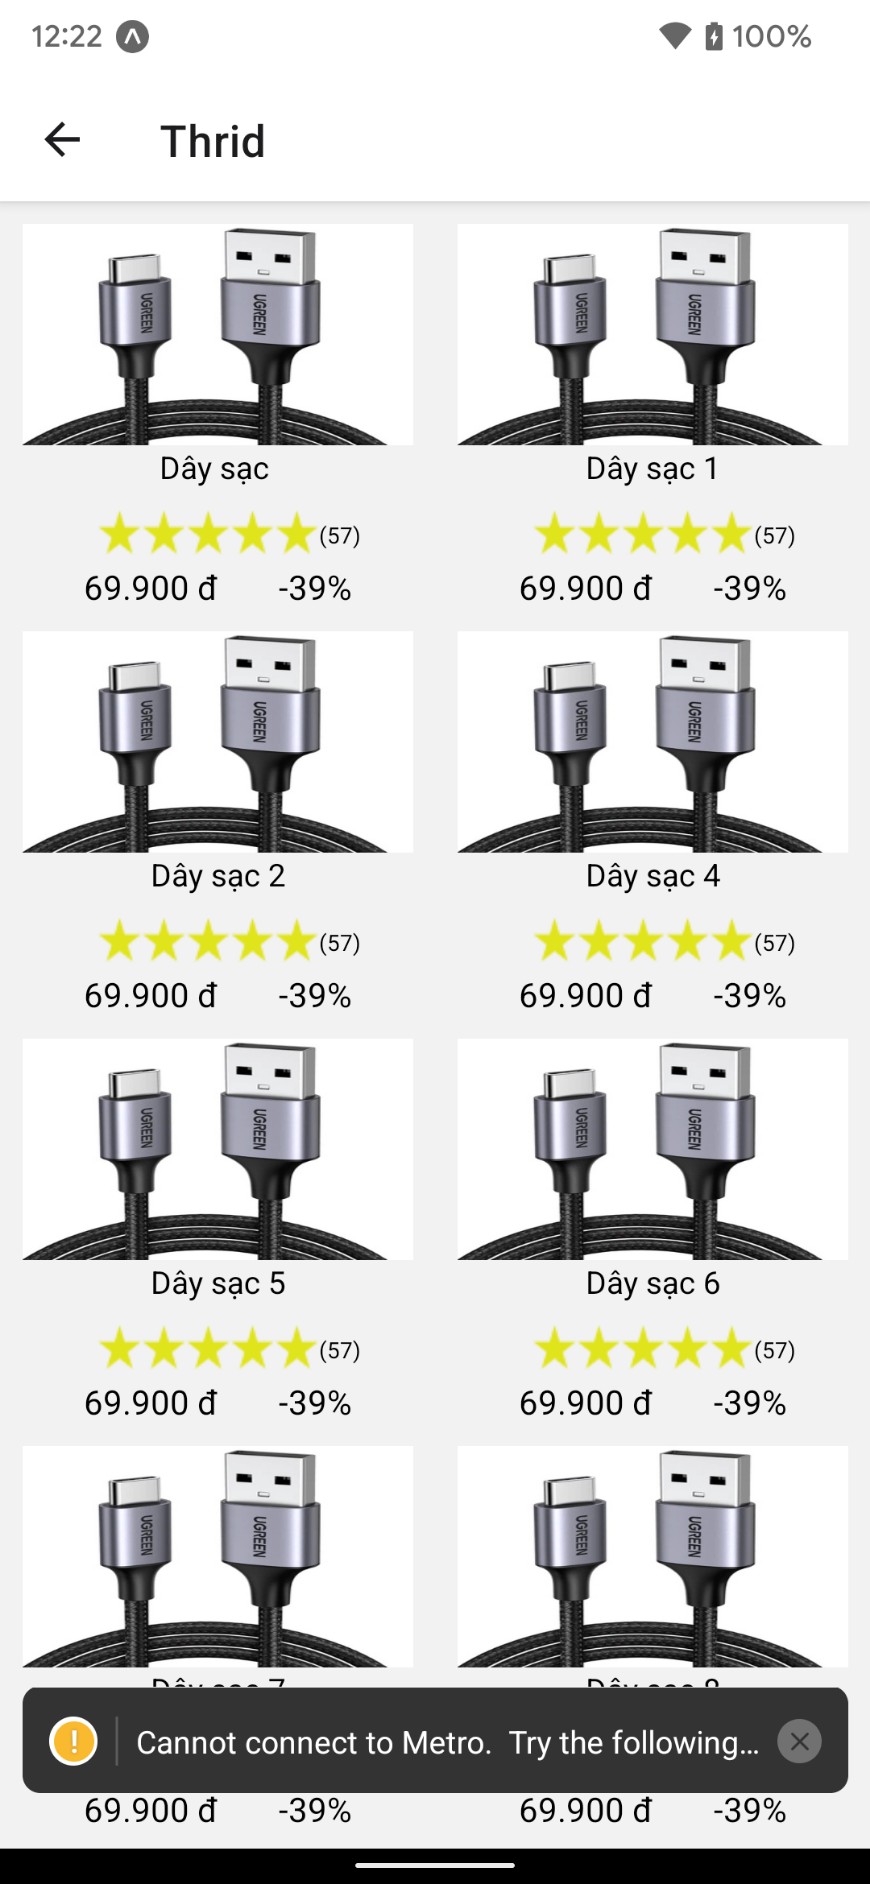 12:22
100%
Thrid
UGREEN UGREEN UGREEN UGREEN
Dây sạc Dây sạc 1
(57) (57)
69.900 đ -39% 69.900 đ -39%
UGREEN UGREEN UGREEN UGREEN
Dây sạc 2 Dây sạc 4
(57) (57)
69.900 đ -39% 69.900 đ -39%
UGREEN UGREEN UGREEN UGREEN
Dây sạc 5 Dây sạc 6
(57) (57)
69.900 đ -39% 69.900 đ -39%
UGREEN UGREEN UGREEN UGREEN
Cannot connect to Metro. Try the following...
69.900 đ -39% 69.900 đ -39%